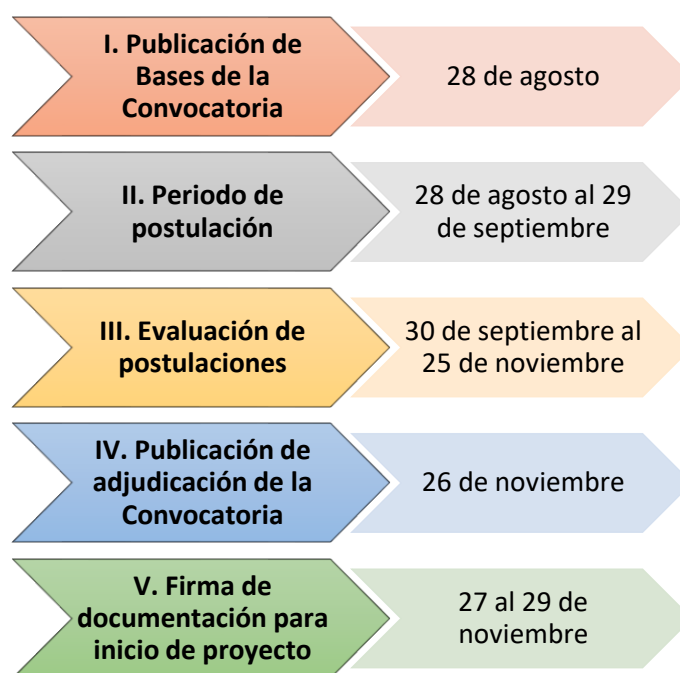 I. Publicación de
Bases de la
Convocatoria
28 de agosto
II. Periodo de
postulación
28 de agosto al 29
de septiembre
III. Evaluación de
postulaciones
30 de septiembre al
25 de noviembre
IV. Publicación de
adjudicación de la
Convocatoria
26 de noviembre
V. Firma de
documentación para
inicio de proyecto
27 al 29 de
noviembre